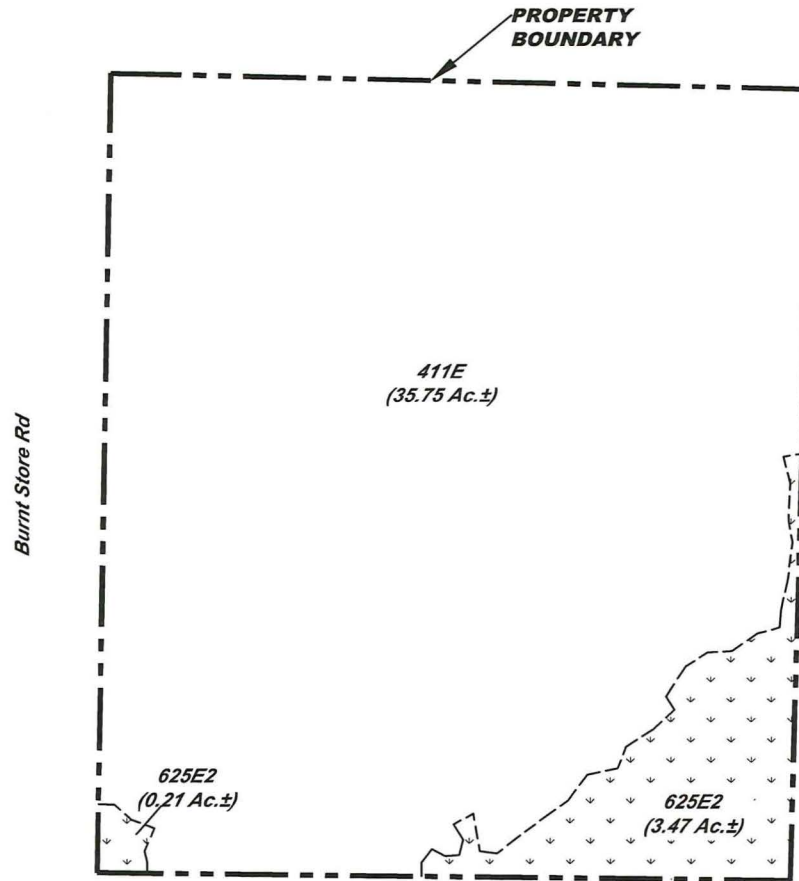 PROPERTY
BOUNDARY
411E
(35.75 Ac.±)
Burnt Store Rd
625E2
(0.21 Ac.±)
625E2
(3.47 Ac.±)